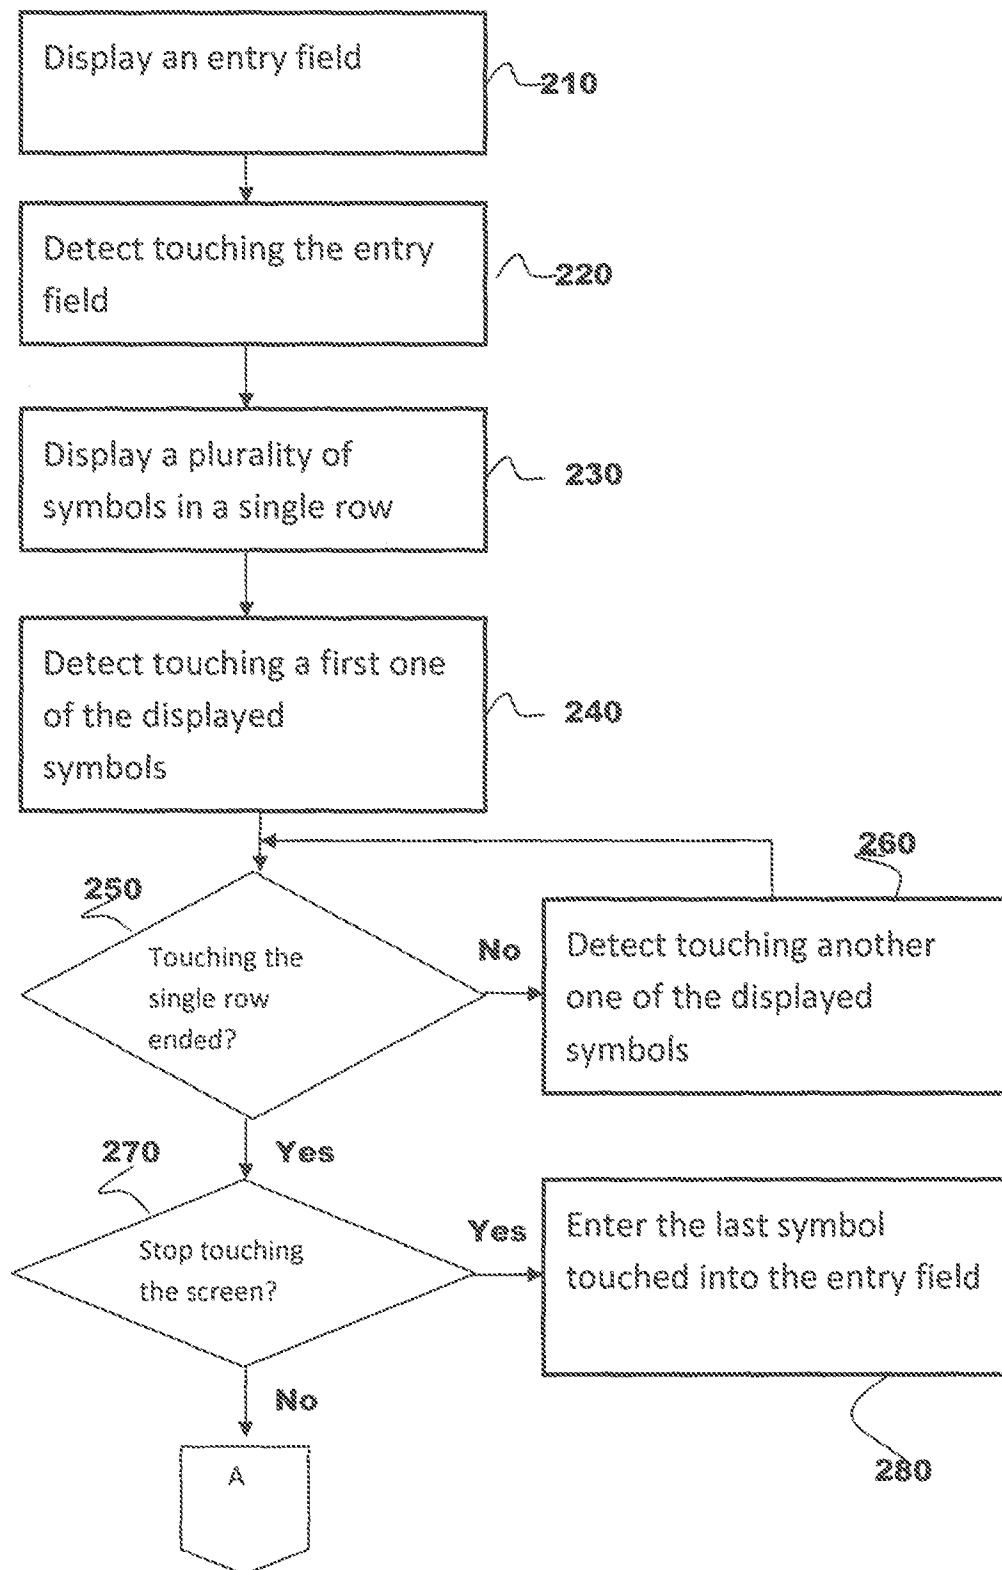 Display an entry field
210
Detect touching the entry
field
220
Display a plurality of
symbols in a single row
230
Detect touching a first one
of the displayed
symbols
240
250
Touching the
single row
ended?
No
260
Detect touching another
one of the displayed
symbols
Yes
270
Stop touching
the screen?
Yes
Enter the last symbol
touched into the entry field
280
No
A